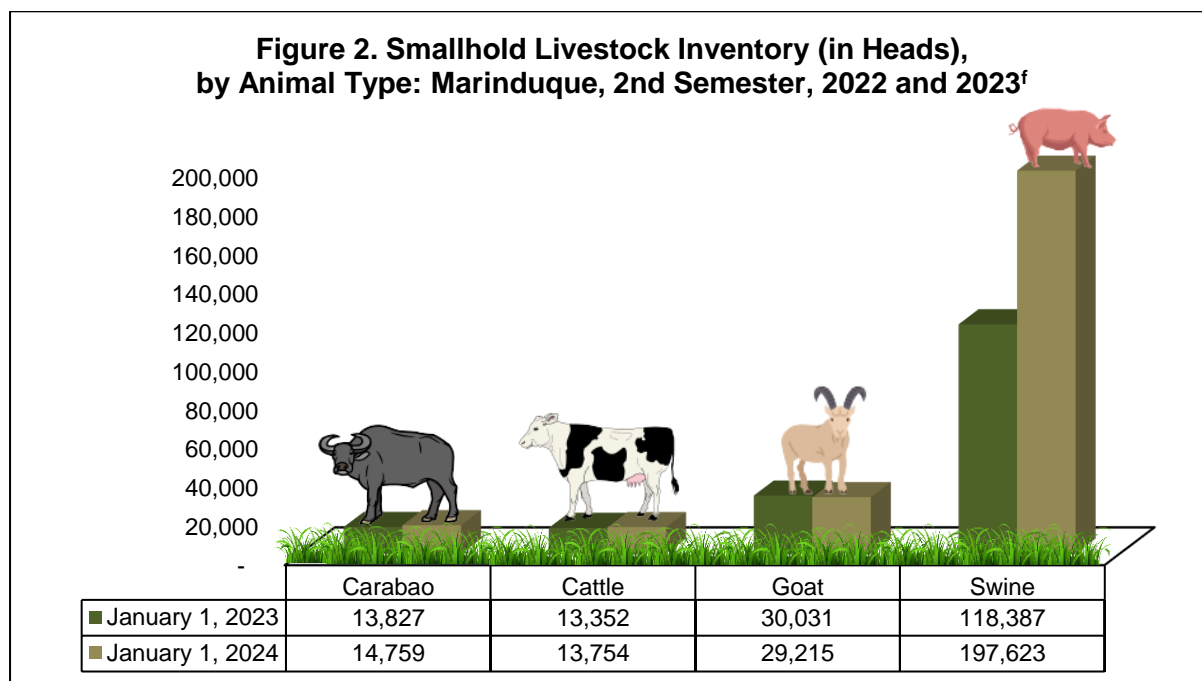 Figure 2. Smallhold Livestock Inventory (in Heads),
by Animal Type: Marinduque, 2nd Semester, 2022 and 2023ᶠ
200,000
180,000
160,000
140,000
120,000
100,000
80,000
60,000
40,000
20,000
-
Carabao Cattle Goat Swine
January 1, 2023 13,827 13,352 30,031 118,387
January 1, 2024 14,759 13,754 29,215 197,623